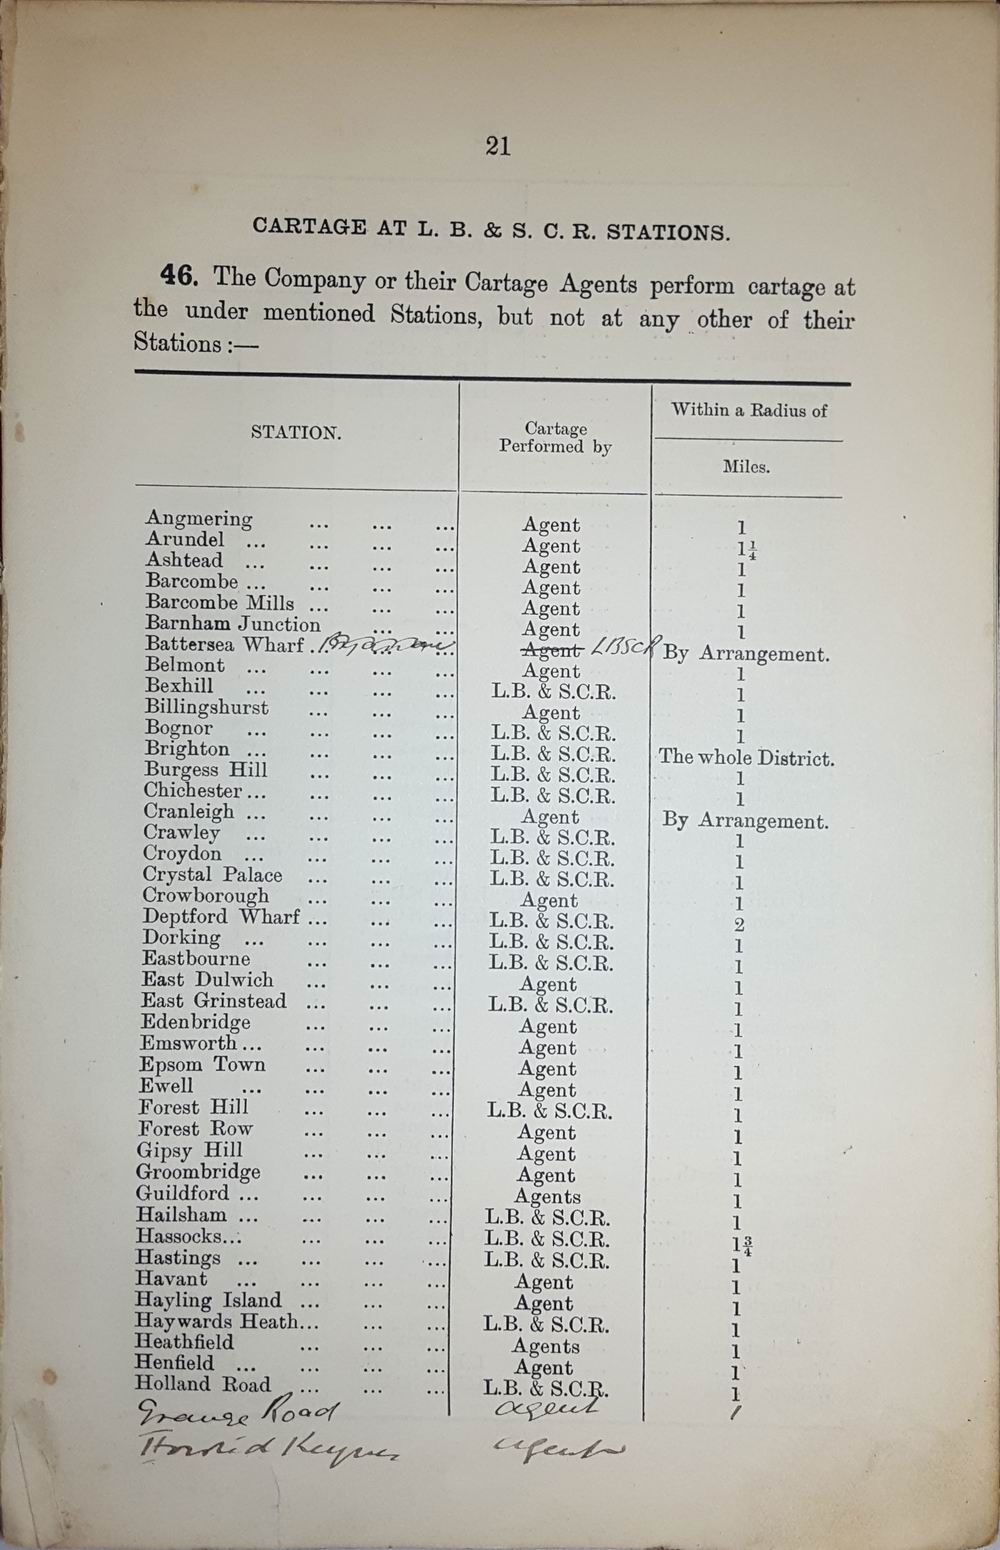 21
CARTAGE AT L. B. & S. C. R. STATIONS.
46. The Company or their Cartage Agents perform cartage at
the under mentioned Stations, but not at any other of their
Stations :—
STATION. Cartage Performed by Within a Radius of Miles.
Angmering ... ... ... Agent 1
Arundel ... ... ... ... Agent 1¼
Ashtead ... ... ... ... Agent 1
Barcombe ... ... ... ... Agent 1
Barcombe Mills ... ... ... Agent 1
Barnham Junction ... ... Agent 1
Battersea Wharf . Agent LBSCR By Arrangement.
Belmont ... ... ... ... Agent 1
Bexhill ... ... ... ... L.B. & S.C.R. 1
Billingshurst ... ... ... Agent 1
Bognor ... ... ... ... L.B. & S.C.R. 1
Brighton ... ... ... ... L.B. & S.C.R. The whole District.
Burgess Hill ... ... ... L.B. & S.C.R. 1
Chichester ... ... ... ... L.B. & S.C.R. 1
Cranleigh ... ... ... ... Agent By Arrangement.
Crawley ... ... ... ... L.B. & S.C.R. 1
Croydon ... ... ... ... L.B. & S.C.R. 1
Crystal Palace ... ... ... L.B. & S.C.R. 1
Crowborough ... ... ... Agent 1
Deptford Wharf ... ... ... L.B. & S.C.R. 2
Dorking ... ... ... ... L.B. & S.C.R. 1
Eastbourne ... ... ... L.B. & S.C.R. 1
East Dulwich ... ... ... Agent 1
East Grinstead ... ... ... L.B. & S.C.R. 1
Edenbridge ... ... ... Agent 1
Emsworth ... ... ... ... Agent 1
Epsom Town ... ... ... Agent 1
Ewell ... ... ... ... Agent 1
Forest Hill ... ... ... L.B. & S.C.R. 1
Forest Row ... ... ... Agent 1
Gipsy Hill ... ... ... Agent 1
Groombridge ... ... ... Agent 1
Guildford ... ... ... ... Agents 1
Hailsham ... ... ... ... L.B. & S.C.R. 1
Hassocks... ... ... ... L.B. & S.C.R. 1¾
Hastings ... ... ... ... L.B. & S.C.R. 1
Havant ... ... ... ... Agent 1
Hayling Island ... ... ... Agent 1
Haywards Heath... ... ... L.B. & S.C.R. 1
Heathfield ... ... ... Agents 1
Henfield ... ... ... ... Agent 1
Holland Road ... ... ... L.B. & S.C.R. 1
Grange Road agent 1
Horsted Keynes agent